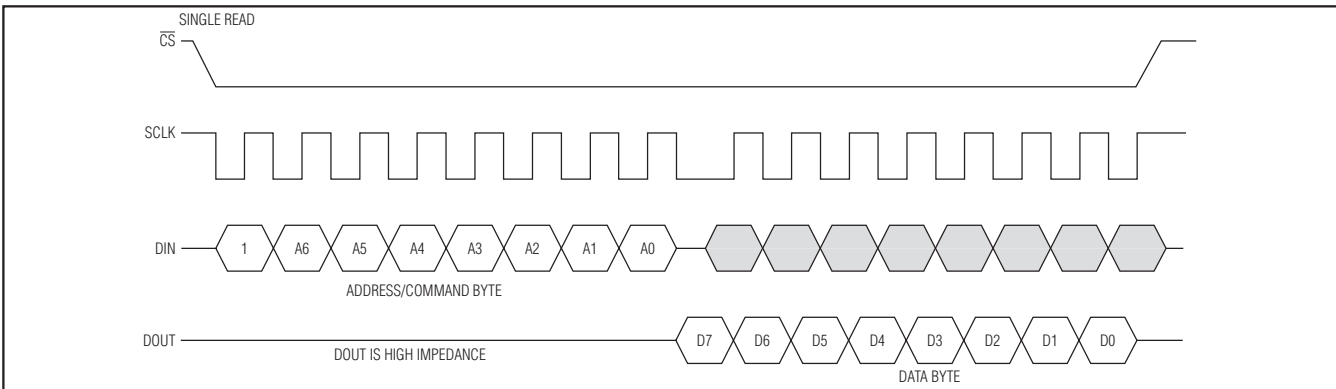 SINGLE READ
CS
SCLK
DIN
1 A6 A5 A4 A3 A2 A1 A0
ADDRESS/COMMAND BYTE
DOUT
DOUT IS HIGH IMPEDANCE
D7 D6 D5 D4 D3 D2 D1 D0
DATA BYTE